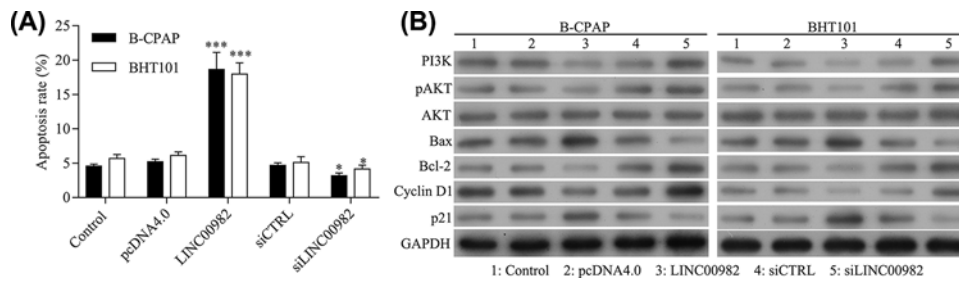 (A)
25
20
15
10
5
0
Apoptosis rate (%)
B-CPAP
BHT101
***
***
*
*
Control
pcDNA4.0
LINC00982
siCTRL
siLINC00982
(B)
B-CPAP BHT101
1 2 3 4 5 1 2 3 4 5
PI3K
pAKT
AKT
Bax
Bcl-2
Cyclin D1
p21
GAPDH
1: Control 2: pcDNA4.0 3: LINC00982 4: siCTRL 5: siLINC00982